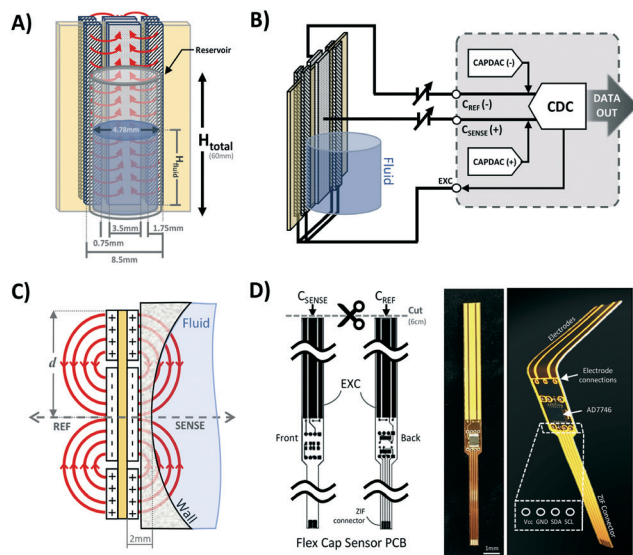 A)
Reservoir
4.78mm
H_fluid
H_total
(60mm)
3.5mm
0.75mm
1.75mm
8.5mm
B)
CAPDAC (-)
C_REF (-)
CDC
DATA
OUT
C_SENSE (+)
CAPDAC (+)
EXC
Fluid
C)
Fluid
d
REF
SENSE
Wall
2mm
D)
C_SENSE
C_REF
Cut
(6cm)
EXC
Front
Back
ZIF
connector
Flex Cap Sensor PCB
1mm
Electrodes
Electrode
connections
AD7746
Vcc GND SDA SCL
ZIF Connector